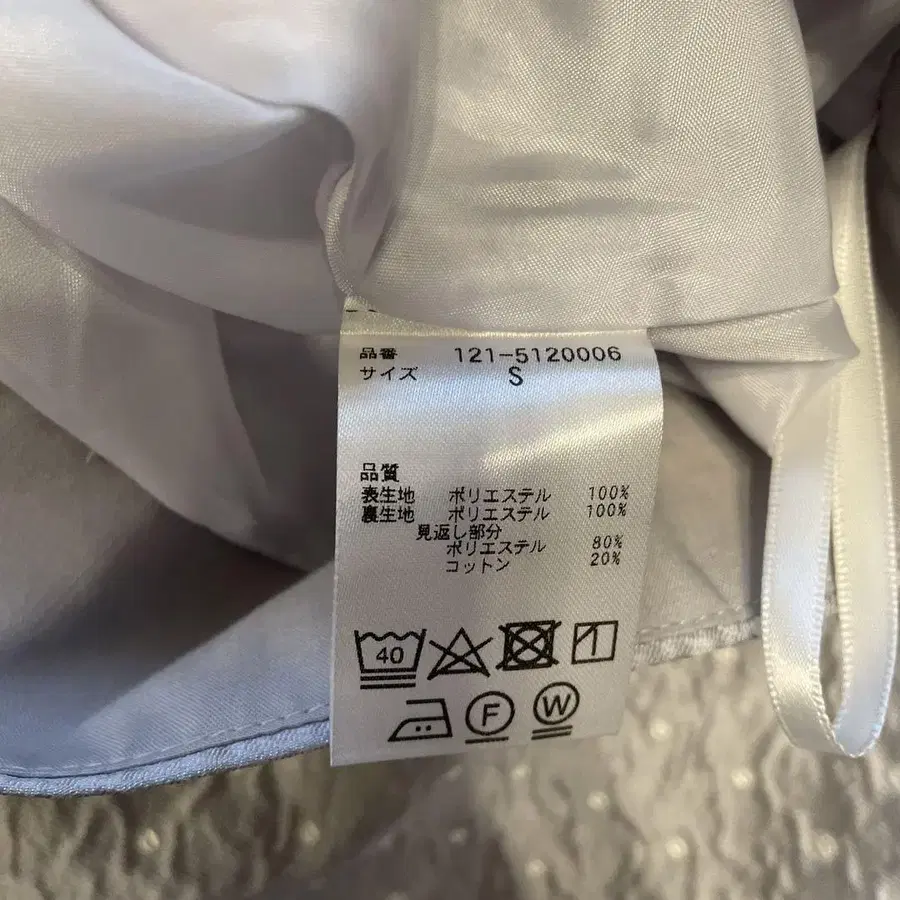 品番 121-5120006
サイズ S
品質
表生地 ポリエステル 100%
裏生地 ポリエステル 100%
見返し部分
ポリエステル 80%
コットン 20%
40
F W